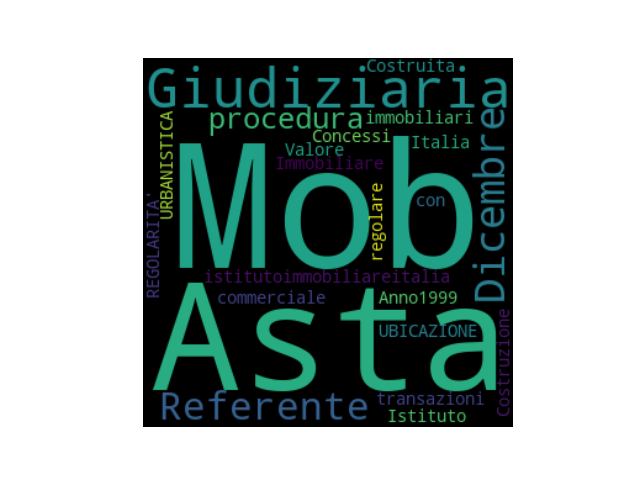 Costruita
Giudiziaria
procedura
immobiliari
Concessi
Italia
Valore
Immobiliare
URBANISTICA
REGOLARITA'
Mob
regolare
con
Dicembre
istitutoimmobiliareitalia
commerciale
Anno1999
Asta
UBICAZIONE
Costruzione
Referente
transazioni
Istituto